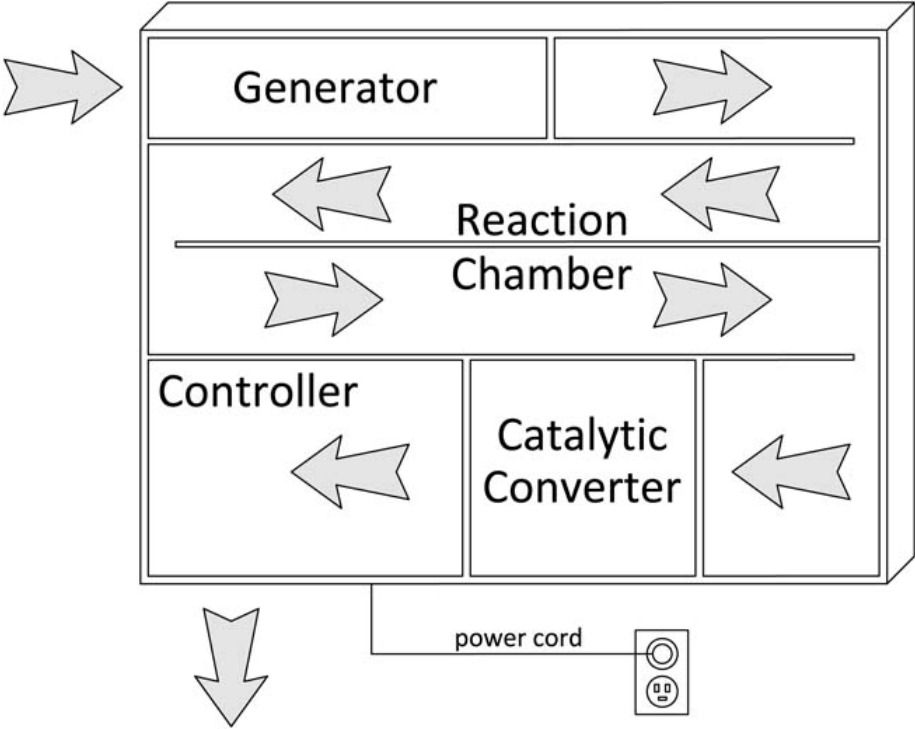 Generator
Reaction
Chamber
Controller
Catalytic
Converter
power cord